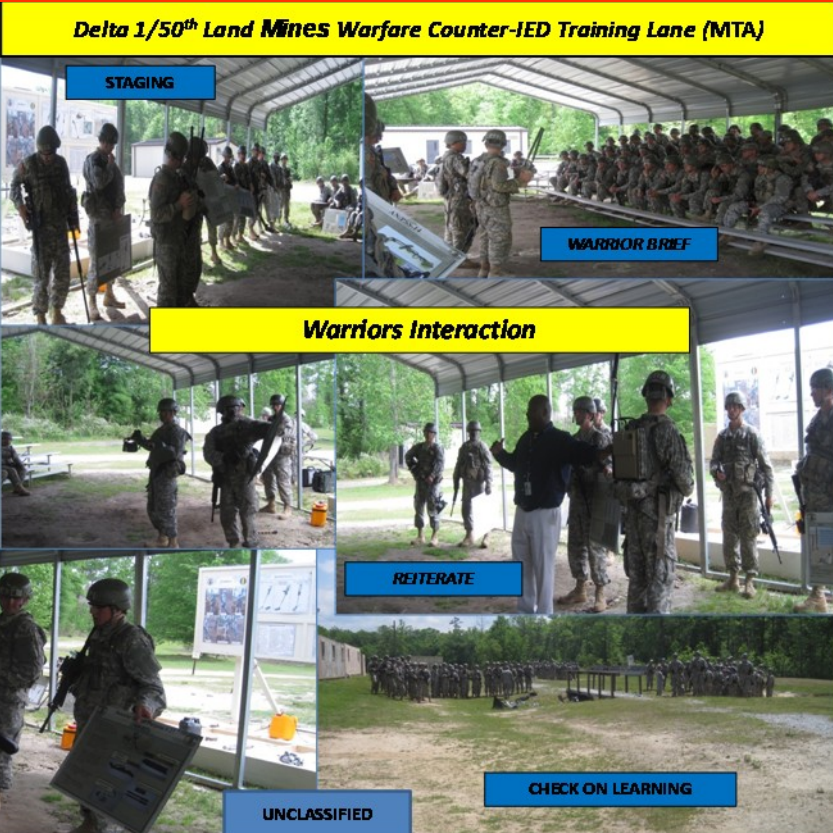 Delta 1/50th Land Mines Warfare Counter-IED Training Lane (MTA)
STAGING
WARRIOR BRIEF
Warriors Interaction
REITERATE
CHECK ON LEARNING
UNCLASSIFIED